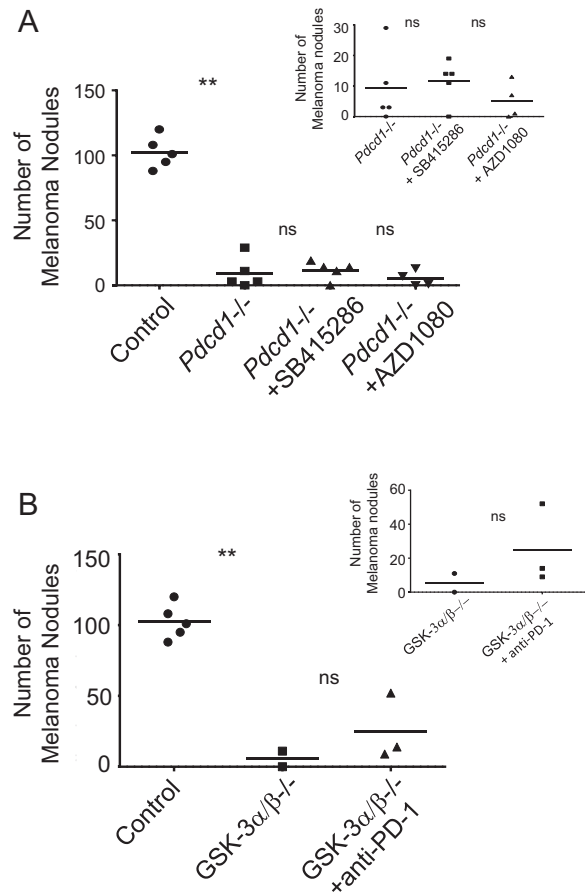 A
Number of
Melanoma Nodules
150
100
50
0
**
ns
ns
Control
Pdcd1-/-
Pdcd1-/-
+SB415286
Pdcd1-/-
+AZD1080
Number of
Melanoma Nodules
30
20
10
0
ns
ns
Pdcd1-/-
Pdcd1-/-
+ SB415286
Pdcd1-/-
+ AZD1080
B
Number of
Melanoma Nodules
150
100
50
0
**
ns
Control
GSK-3α/β-/-
GSK-3α/β-/-
+anti-PD-1
Number of
Melanoma nodules
60
40
20
0
ns
GSK-3α/β-/-
GSK-3α/β-/-
+ anti-PD-1